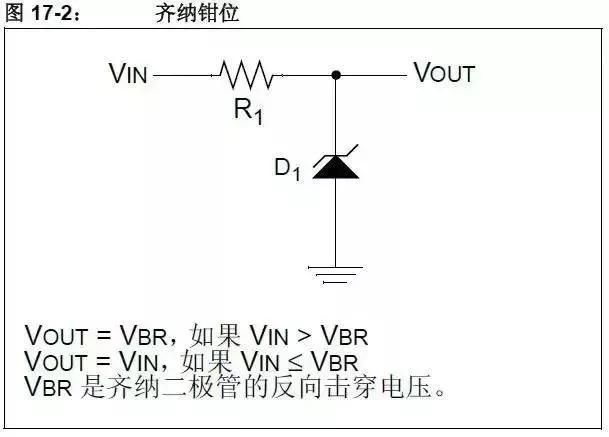 图 17-2： 齐纳钳位
VIN
VOUT
R1
D1
VOUT = VBR，如果 VIN > VBR
VOUT = VIN，如果 VIN ≤ VBR
VBR 是齐纳二极管的反向击穿电压。